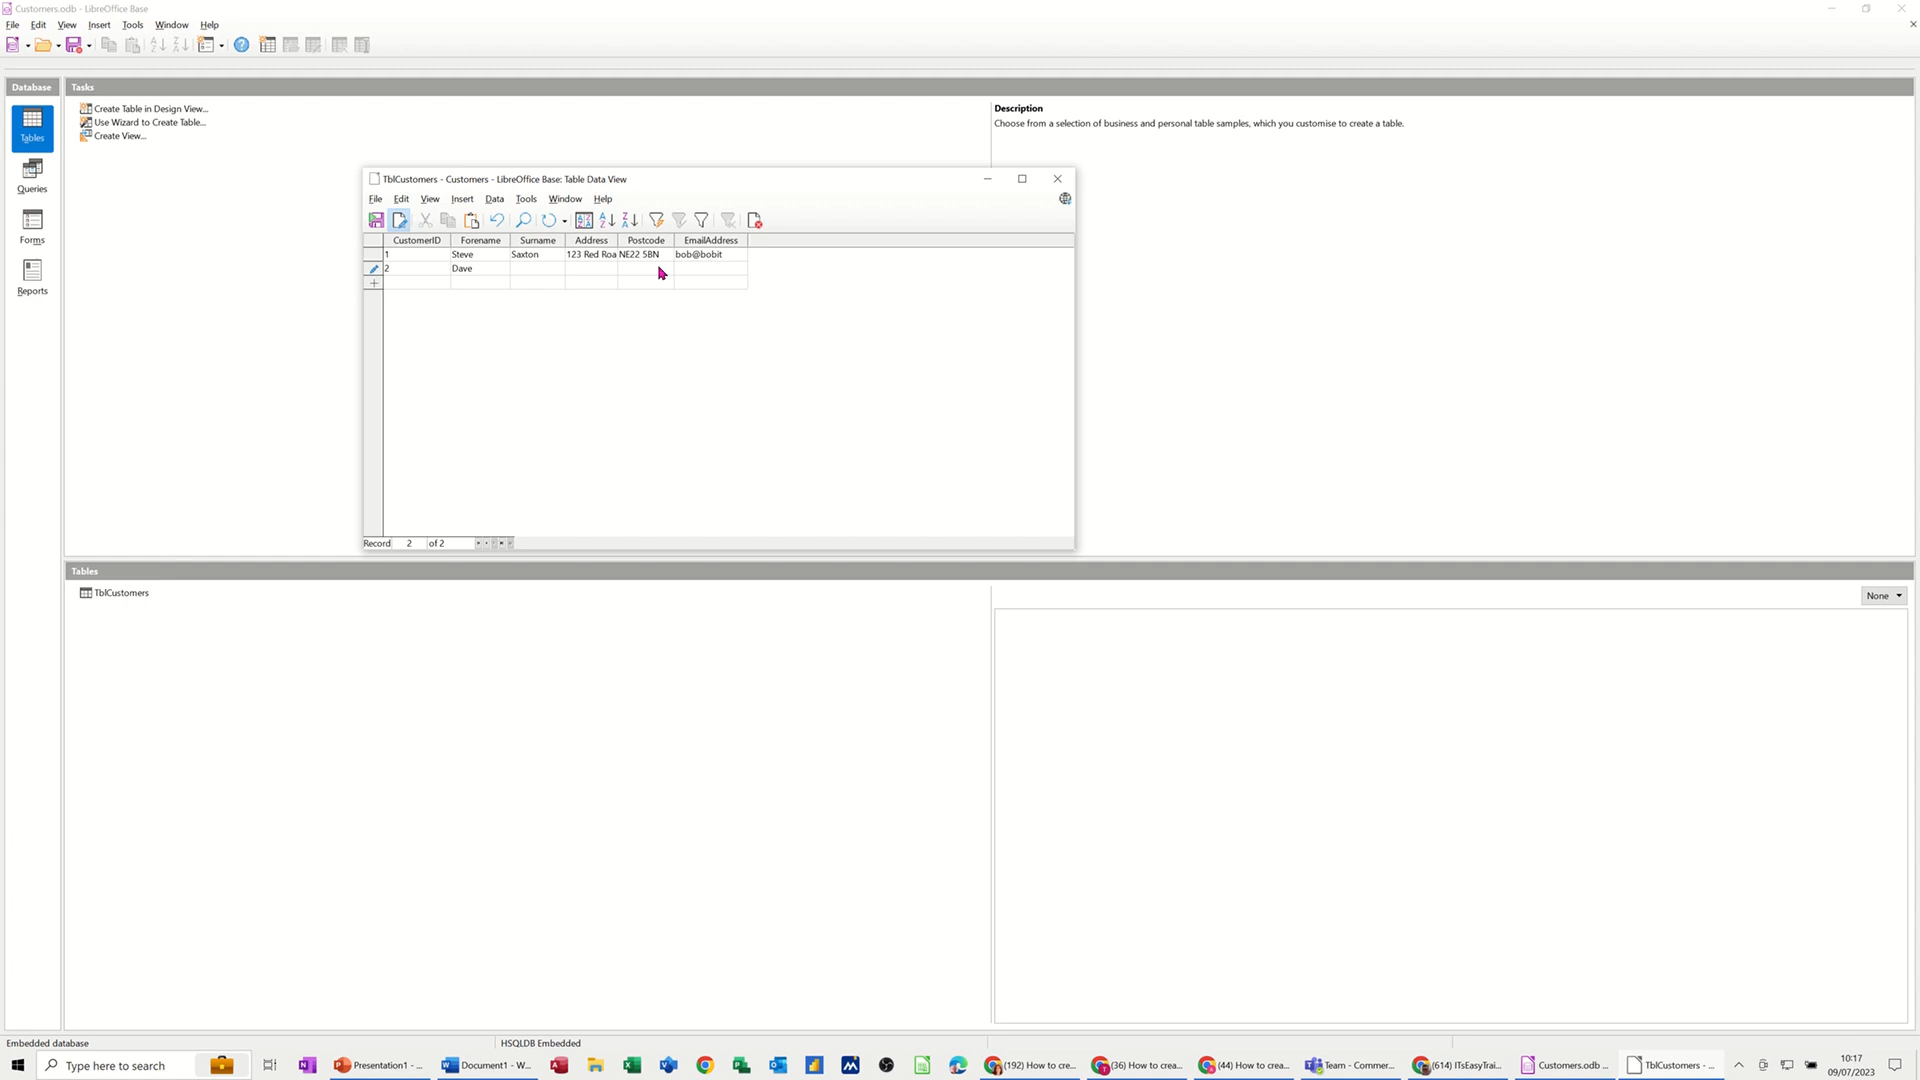 Customers.odb - LibreOffice Base
File Edit View Insert Tools Window Help
Database
Tasks
Tables
Queries
Forms
Reports
Create Table in Design View...
Use Wizard to Create Table...
Create View...
Description
Choose from a selection of business and personal table samples, which you customise to create a table.
TblCustomers - Customers - LibreOffice Base: Table Data View
File Edit View Insert Data Tools Window Help
CustomerID Forename Surname Address Postcode EmailAddress
1 Steve Saxton 123 Red Roa NE22 5BN bob@bobit
2 Dave
Record 2 of 2
Tables
TblCustomers
None
Embedded database
HSQLDB Embedded
Type here to search
Presentation1 - ...
Document1 - W...
(192) How to cre...
(36) How to crea...
(44) How to crea...
Team - Commer...
(614) ITsEasyTrai...
Customers.odb ...
TblCustomers - ...
10:17
09/07/2023